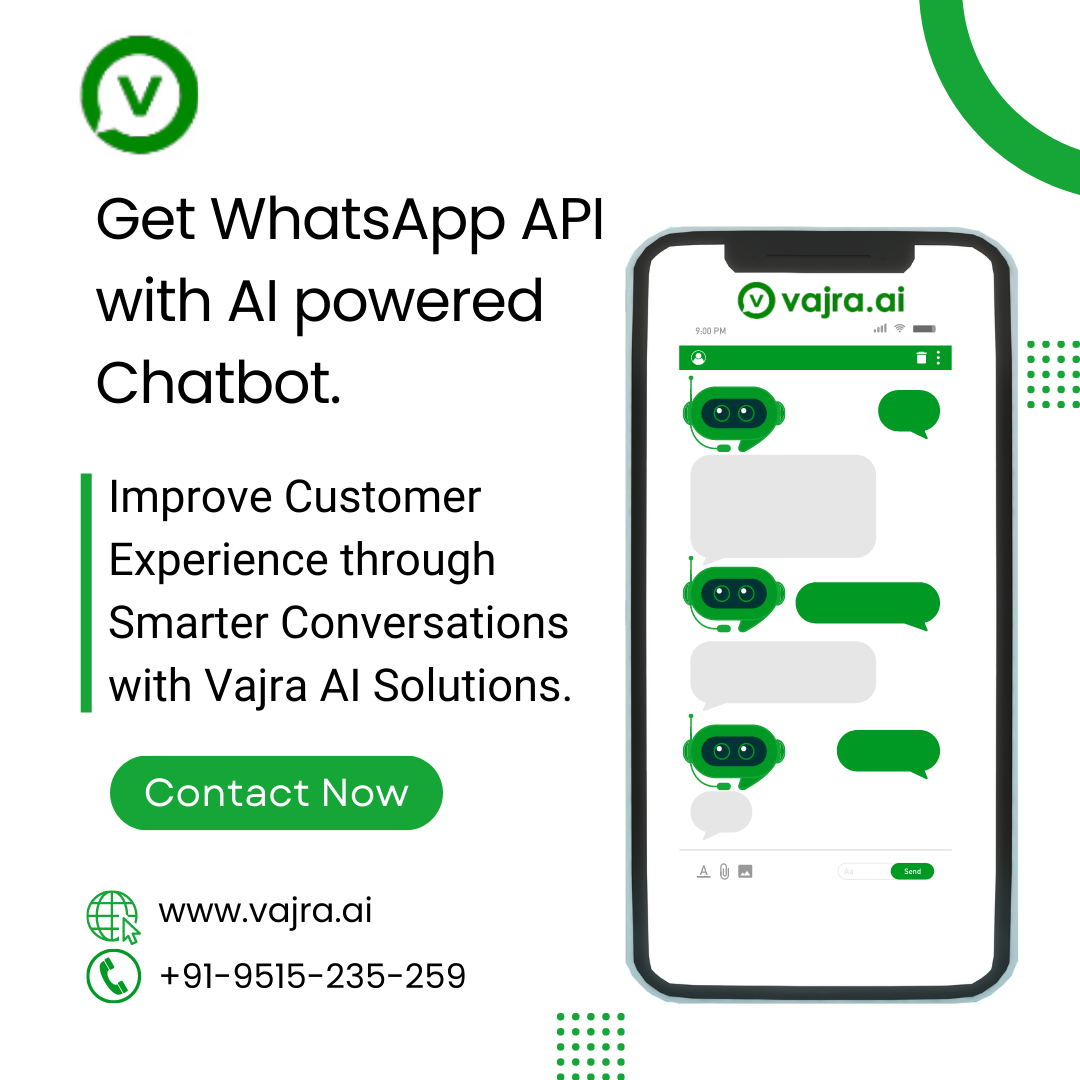 V
Get WhatsApp API
with AI powered
Chatbot.
Improve Customer
Experience through
Smarter Conversations
with Vajra AI Solutions.
Contact Now
www.vajra.ai
+91-9515-235-259
V vajra.ai
9:00 PM
A
Aa
Send